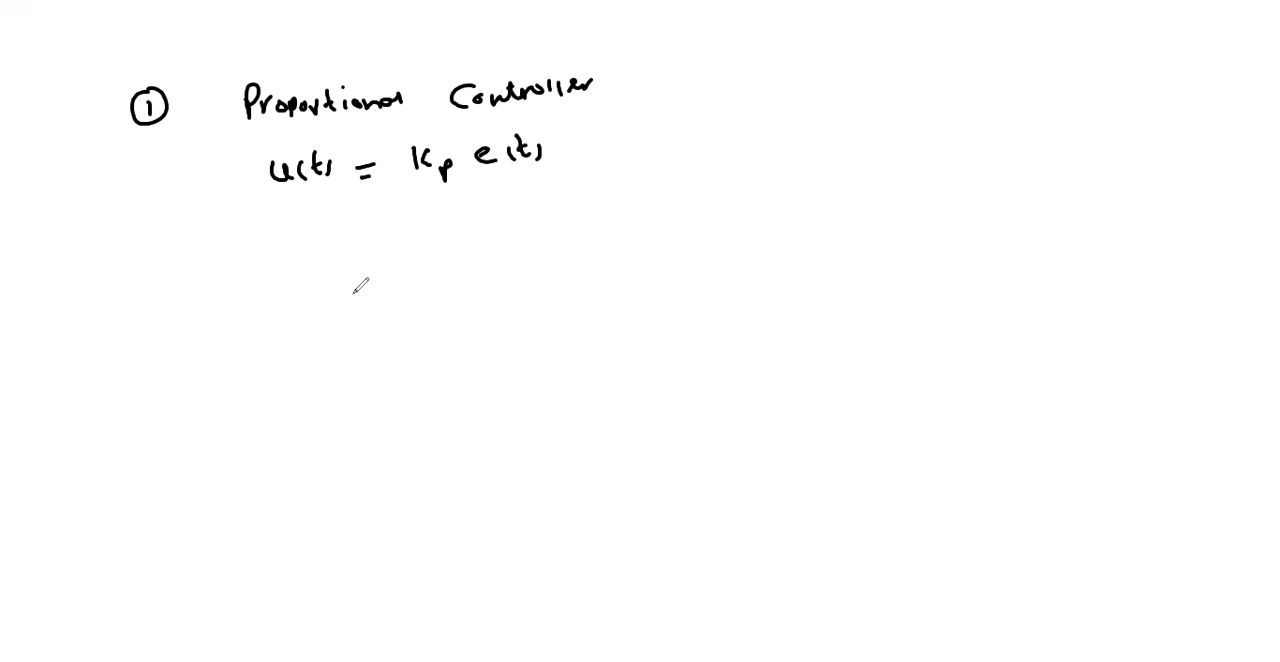 ① Proportional Controller
u(t) = Kp e(t)